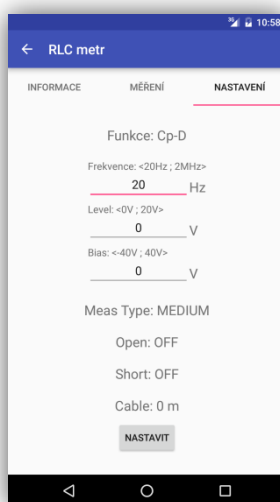 3G 10:58
RLC metr
INFORMACE MĚŘENÍ NASTAVENÍ
Funkce: Cp-D
Frekvence: <20Hz ; 2MHz>
20 Hz
Level: <0V ; 20V>
0 V
Bias: <-40V ; 40V>
0 V
Meas Type: MEDIUM
Open: OFF
Short: OFF
Cable: 0 m
NASTAVIT